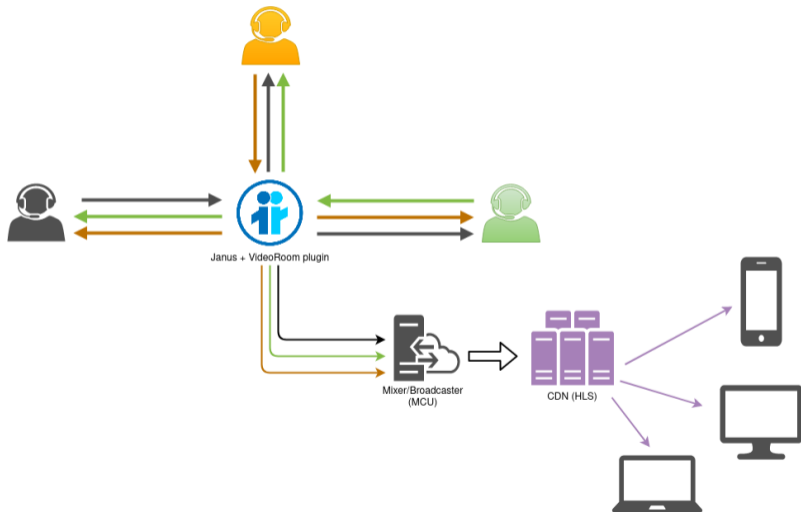 Janus + VideoRoom plugin
Mixer/Broadcaster
(MCU)
CDN (HLS)